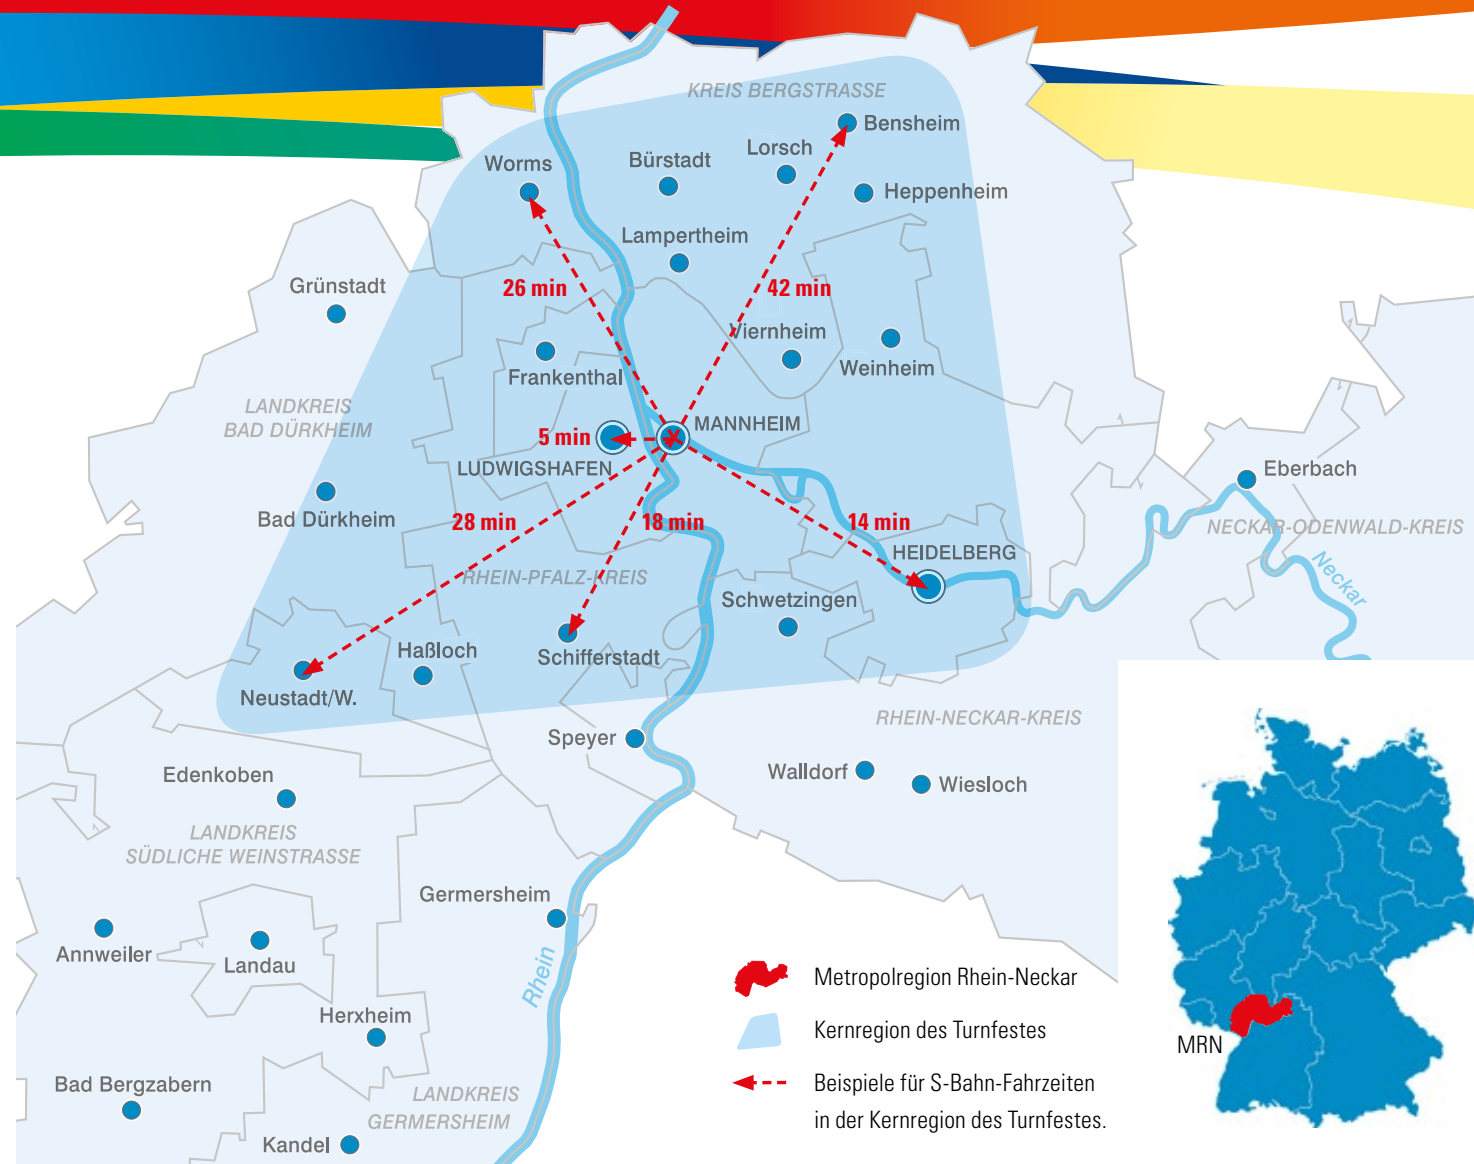 KREIS BERGSTRASSE
Bensheim
Worms
Bürstadt
Lorsch
Heppenheim
Lampertheim
Grünstadt
26 min
42 min
Viernheim
Weinheim
Frankenthal
LANDKREIS
BAD DÜRKHEIM
MANNHEIM
5 min
LUDWIGSHAFEN
Eberbach
Bad Dürkheim
28 min
18 min
14 min
NECKAR-ODENWALD-KREIS
HEIDELBERG
Neckar
RHEIN-PFALZ-KREIS
Schwetzingen
Haßloch
Schifferstadt
Neustadt/W.
RHEIN-NECKAR-KREIS
Speyer
Edenkoben
Walldorf
Wiesloch
LANDKREIS
SÜDLICHE WEINSTRASSE
Germersheim
Annweiler
Landau
Rhein
Herxheim
Bad Bergzabern
LANDKREIS
GERMERSHEIM
Kandel
Metropolregion Rhein-Neckar
Kernregion des Turnfestes
Beispiele für S-Bahn-Fahrzeiten
in der Kernregion des Turnfestes.
MRN